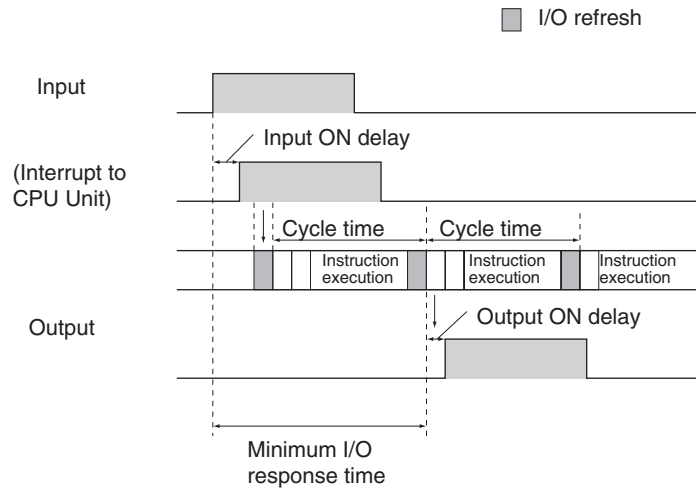 I/O refresh
Input
Input ON delay
(Interrupt to
CPU Unit)
Cycle time
Cycle time
Instruction
execution
Instruction
execution
Instruction
execution
Output
Output ON delay
Minimum I/O
response time